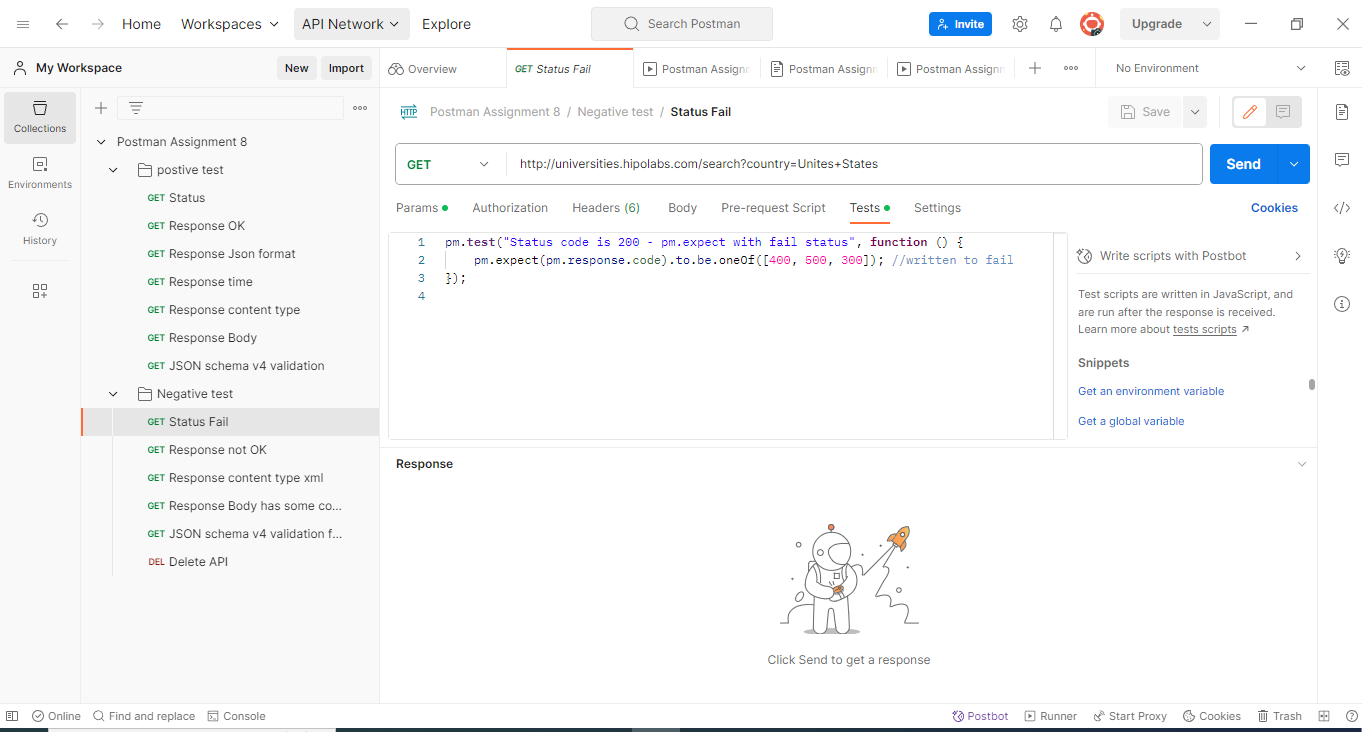 Home Workspaces API Network Explore Search Postman Invite Upgrade
My Workspace New Import Overview GET Status Fail Postman Assignn Postman Assignn Postman Assignn No Environment
Collections
Environments
History
Postman Assignment 8
postive test
GET Status
GET Response OK
GET Response Json format
GET Response time
GET Response content type
GET Response Body
GET JSON schema v4 validation
Negative test
GET Status Fail
GET Response not OK
GET Response content type xml
GET Response Body has some co...
GET JSON schema v4 validation f...
DEL Delete API
HTTP Postman Assignment 8 / Negative test / Status Fail Save
GET http://universities.hipolabs.com/search?country=Unites+States Send
Params Authorization Headers (6) Body Pre-request Script Tests Settings Cookies
1 pm.test("Status code is 200 - pm.expect with fail status", function () {
2 pm.expect(pm.response.code).to.be.oneOf([400, 500, 300]); //written to fail
3 });
4
Write scripts with Postbot
Test scripts are written in JavaScript, and
are run after the response is received.
Learn more about tests scripts ↗
Snippets
Get an environment variable
Get a global variable
Response
Click Send to get a response
Online Find and replace Console Postbot Runner Start Proxy Cookies Trash